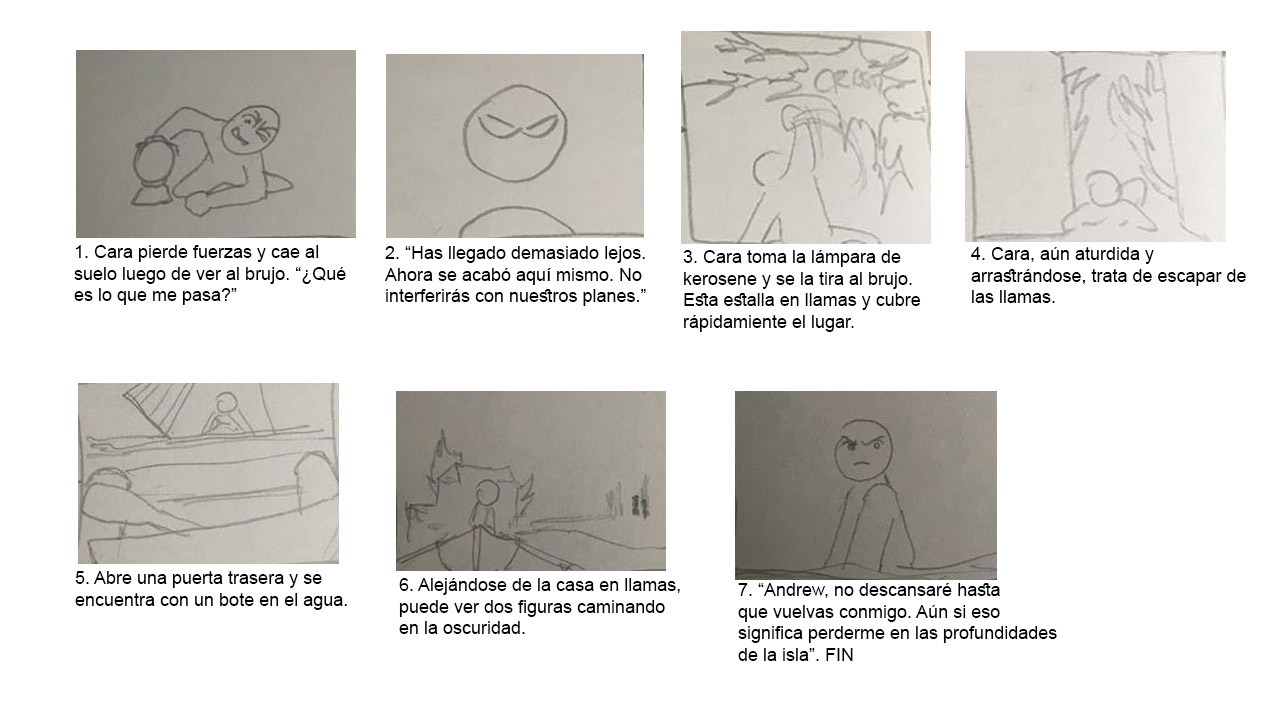 1. Cara pierde fuerzas y cae al
suelo luego de ver al brujo. “¿Qué
es lo que me pasa?”
2. “Has llegado demasiado lejos.
Ahora se acabó aquí mismo. No
interferirás con nuestros planes.”
3. Cara toma la lámpara de
kerosene y se la tira al brujo.
Esta estalla en llamas y cubre
rápidamiente el lugar.
4. Cara, aún aturdida y
arrastrándose, trata de escapar de
las llamas.
5. Abre una puerta trasera y se
encuentra con un bote en el agua.
6. Alejándose de la casa en llamas,
puede ver dos figuras caminando
en la oscuridad.
7. “Andrew, no descansaré hasta
que vuelvas conmigo. Aún si eso
significa perderme en las profundidades
de la isla”. FIN